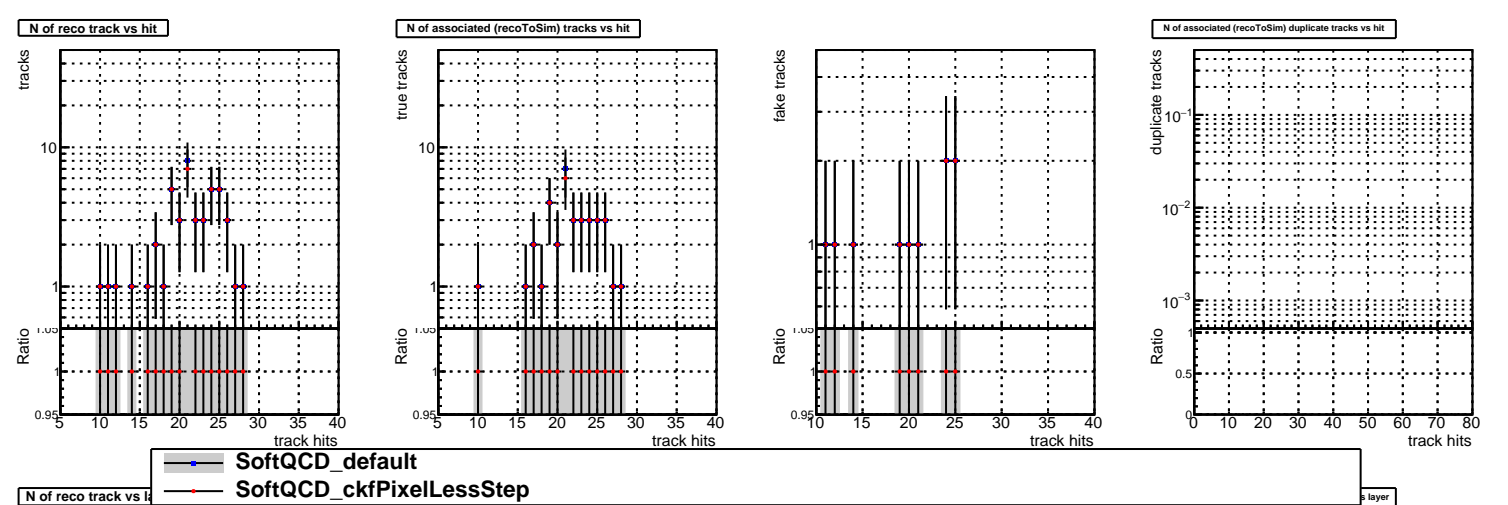 N of reco track vs hit
N of associated (recoToSim) tracks vs hit
N of associated (recoToSim) duplicate tracks vs hit
tracks
10
1
Ratio
1.05
1
0.95
5 10 15 20 25 30 35 40
track hits
true tracks
10
1
Ratio
1.05
1
0.95
5 10 15 20 25 30 35 40
track hits
fake tracks
1
Ratio
1.05
1
0.95
10 15 20 25 30 35 40
track hits
duplicate tracks
10⁻¹
10⁻²
10⁻³
Ratio
1
0.5
0
0 10 20 30 40 50 60 70 80
track hits
SoftQCD_default
SoftQCD_ckfPixelLessStep
N of reco track vs la
s layer